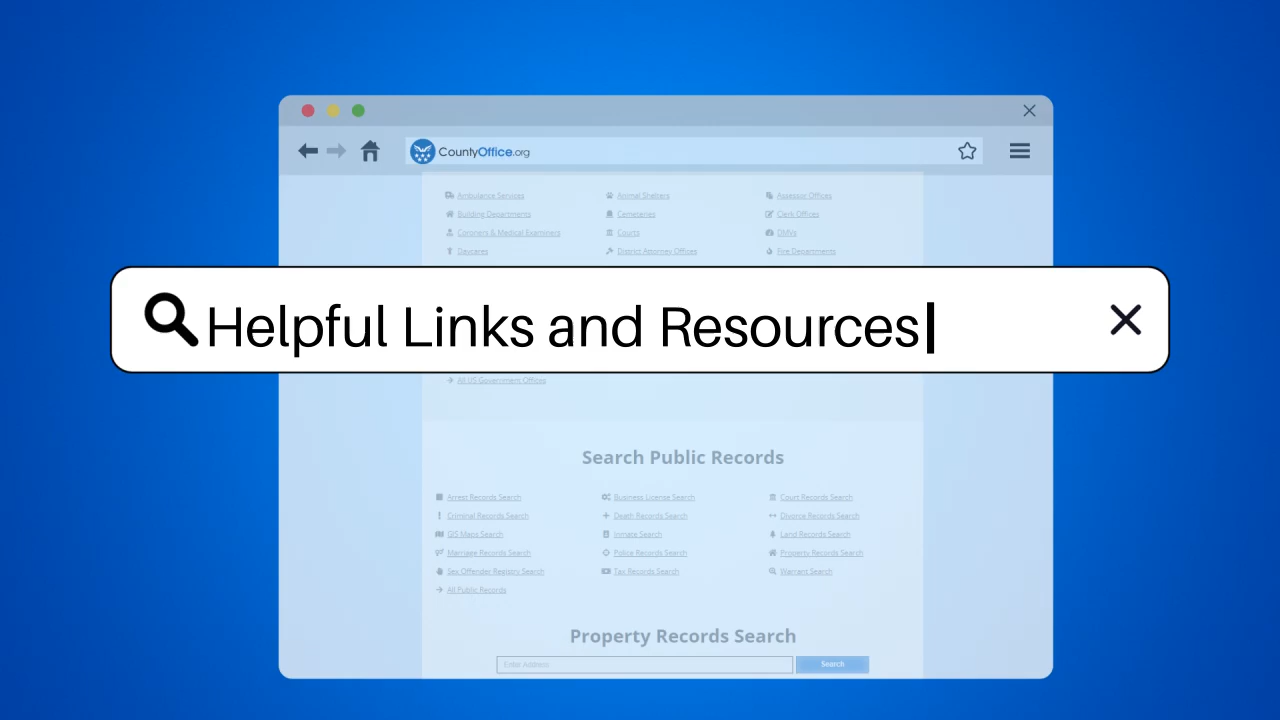 CountyOffice.org
Ambulance Services Animal Shelters Assessor Offices
Building Departments Cemeteries Clerk Offices
Coroners & Medical Examiners Courts DMVs
Daycares District Attorney Offices Fire Departments
Helpful Links and Resources
All US Government Offices
Search Public Records
Arrest Records Search Business License Search Court Records Search
Criminal Records Search Death Records Search Divorce Records Search
GIS Maps Search Inmate Search Land Records Search
Marriage Records Search Police Records Search Property Records Search
Sex Offender Registry Search Tax Records Search Warrant Search
All Public Records
Property Records Search
Enter Address Search